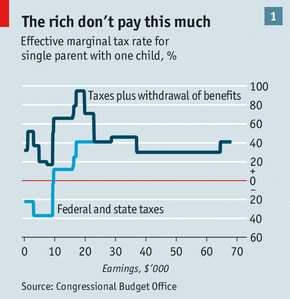 The rich don't pay this much
1
Effective marginal tax rate for
single parent with one child, %
100
Taxes plus withdrawal of benefits
80
60
40
20
+
0
–
20
Federal and state taxes
40
60
0 10 20 30 40 50 60 70
Earnings, $'000
Source: Congressional Budget Office